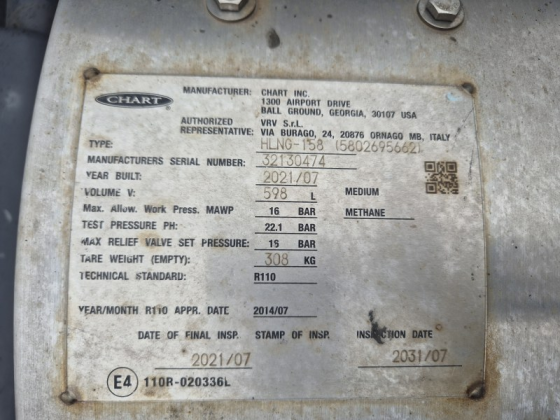 CHART
MANUFACTURER: CHART INC.
1300 AIRPORT DRIVE
BALL GROUND, GEORGIA, 30107 USA
AUTHORIZED REPRESENTATIVE: VRV S.r.L.
VIA BURAGO, 24, 20876 ORNAGO MB, ITALY
TYPE: HLNG-158 (5802695662)
MANUFACTURERS SERIAL NUMBER: 32130474
YEAR BUILT: 2021/07
VOLUME V: 598 L MEDIUM
Max. Allow. Work Press. MAWP 16 BAR METHANE
TEST PRESSURE PH: 22.1 BAR
MAX RELIEF VALVE SET PRESSURE: 16 BAR
TARE WEIGHT (EMPTY): 308 KG
TECHNICAL STANDARD: R110
YEAR/MONTH R110 APPR. DATE 2014/07
DATE OF FINAL INSP. STAMP OF INSP. INSPECTION DATE
2021/07 2031/07
E4 110R-020336L